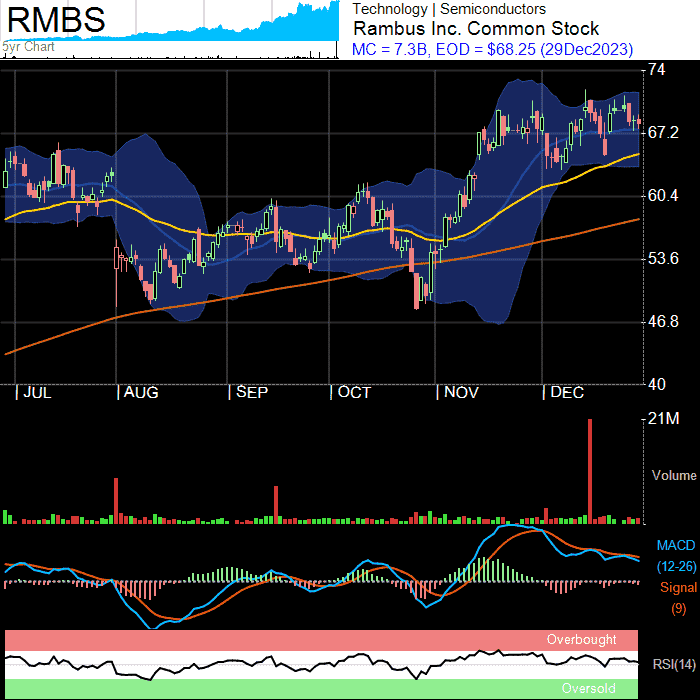 RMBS
5yr Chart
Technology | Semiconductors
Rambus Inc. Common Stock
MC = 7.3B, EOD = $68.25 (29Dec2023)
74
67.2
60.4
53.6
46.8
40
| JUL | AUG | SEP | OCT | NOV | DEC
21M
Volume
MACD
(12-26)
Signal
(9)
Overbought
RSI(14)
Oversold